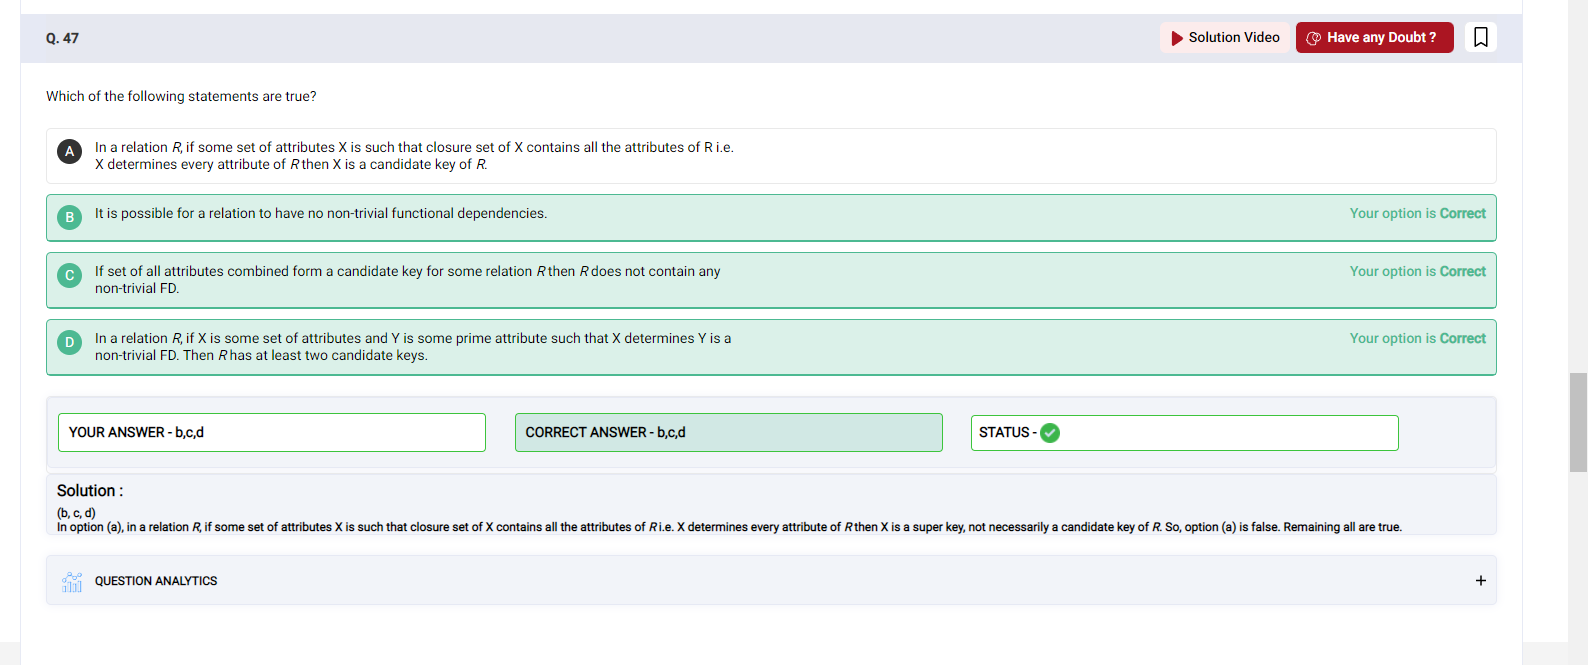 Q. 47
Solution Video
Have any Doubt ?
Which of the following statements are true?
A
In a relation R, if some set of attributes X is such that closure set of X contains all the attributes of R i.e.
X determines every attribute of R then X is a candidate key of R.
B
It is possible for a relation to have no non-trivial functional dependencies.
Your option is Correct
C
If set of all attributes combined form a candidate key for some relation R then R does not contain any
non-trivial FD.
Your option is Correct
D
In a relation R, if X is some set of attributes and Y is some prime attribute such that X determines Y is a
non-trivial FD. Then R has at least two candidate keys.
Your option is Correct
YOUR ANSWER - b,c,d
CORRECT ANSWER - b,c,d
STATUS -
Solution :
(b, c, d)
In option (a), in a relation R, if some set of attributes X is such that closure set of X contains all the attributes of R i.e. X determines every attribute of R then X is a super key, not necessarily a candidate key of R. So, option (a) is false. Remaining all are true.
QUESTION ANALYTICS
+